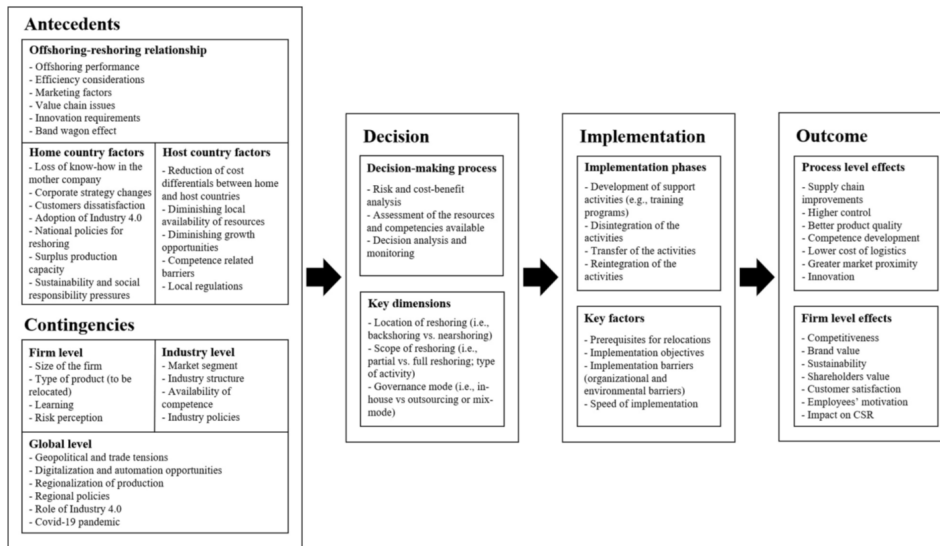 Antecedents
Offshoring-reshoring relationship
- Offshoring performance
- Efficiency considerations
- Marketing factors
- Value chain issues
- Innovation requirements
- Band wagon effect
Home country factors
- Loss of know-how in the
mother company
- Corporate strategy changes
- Customers dissatisfaction
- Adoption of Industry 4.0
- National policies for
reshoring
- Surplus production
capacity
- Sustainability and social
responsibility pressures
Host country factors
- Reduction of cost
differentials between home
and host countries
- Diminishing local
availability of resources
- Diminishing growth
opportunities
- Competence related
barriers
- Local regulations
Contingencies
Firm level
- Size of the firm
- Type of product (to be
relocated)
- Learning
- Risk perception
Industry level
- Market segment
- Industry structure
- Availability of
competence
- Industry policies
Global level
- Geopolitical and trade tensions
- Digitalization and automation opportunities
- Regionalization of production
- Regional policies
- Role of Industry 4.0
- Covid-19 pandemic
Decision
Decision-making process
- Risk and cost-benefit
analysis
- Assessment of the resources
and competencies available
- Decision analysis and
monitoring
Key dimensions
- Location of reshoring (i.e.,
backshoring vs. nearshoring)
- Scope of reshoring (i.e.,
partial vs. full reshoring; type
of activity)
- Governance mode (i.e., in-
house vs outsourcing or mix-
mode)
Implementation
Implementation phases
- Development of support
activities (e.g., training
programs)
- Disintegration of the
activities
- Transfer of the activities
- Reintegration of the
activities
Key factors
- Prerequisites for relocations
- Implementation objectives
- Implementation barriers
(organizational and
environmental barriers)
- Speed of implementation
Outcome
Process level effects
- Supply chain
improvements
- Higher control
- Better product quality
- Competence development
- Lower cost of logistics
- Greater market proximity
- Innovation
Firm level effects
- Competitiveness
- Brand value
- Sustainability
- Shareholders value
- Customer satisfaction
- Employees' motivation
- Impact on CSR